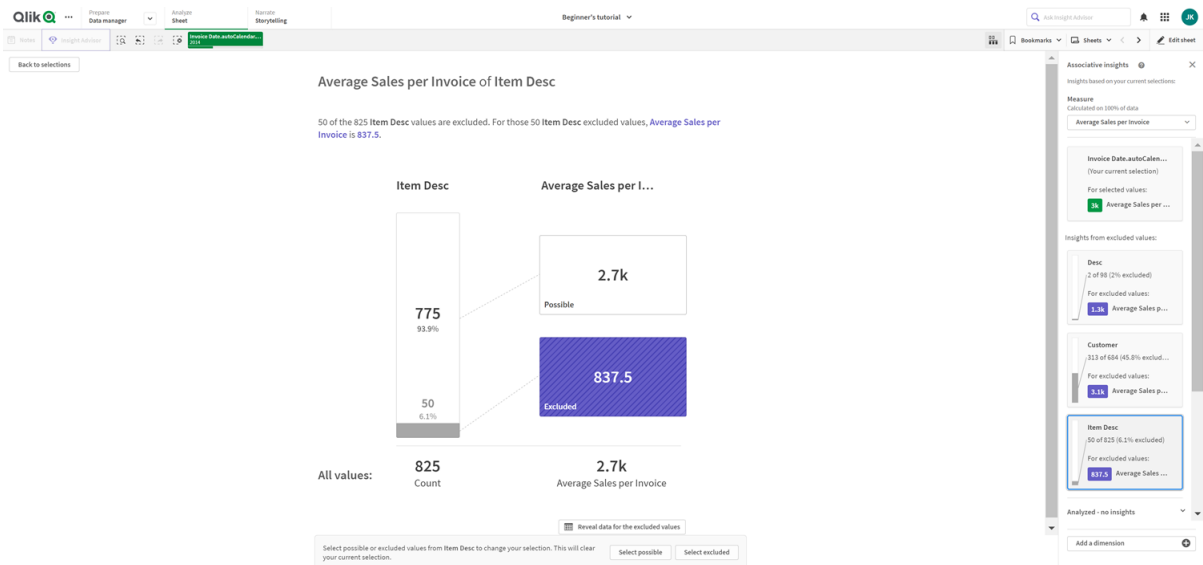 Qlik
Prepare
Data manager
Analyze
Sheet
Narrate
Storytelling
Beginner's tutorial
Ask Insight Advisor
JK
Notes
Insight Advisor
Invoice Date.autoCalendar....
2014
Bookmarks
Sheets
Edit sheet
Back to selections
Average Sales per Invoice of Item Desc
50 of the 825 Item Desc values are excluded. For those 50 Item Desc excluded values, Average Sales per
Invoice is 837.5.
Item Desc
Average Sales per I...
775
93.9%
50
6.1%
2.7k
Possible
837.5
Excluded
All values:
825
Count
2.7k
Average Sales per Invoice
Reveal data for the excluded values
Select possible or excluded values from Item Desc to change your selection. This will clear
your current selection.
Select possible
Select excluded
Associative insights
Insights based on your current selections:
Measure
Calculated on 100% of data
Average Sales per Invoice
Invoice Date.autoCalen...
(Your current selection)
For selected values:
3k Average Sales per ...
Insights from excluded values:
Desc
2 of 98 (2% excluded)
For excluded values:
1.3k Average Sales p...
Customer
313 of 684 (45.8% exclud...
For excluded values:
3.1k Average Sales p...
Item Desc
50 of 825 (6.1% excluded)
For excluded values:
837.5 Average Sales ...
Analyzed - no insights
Add a dimension